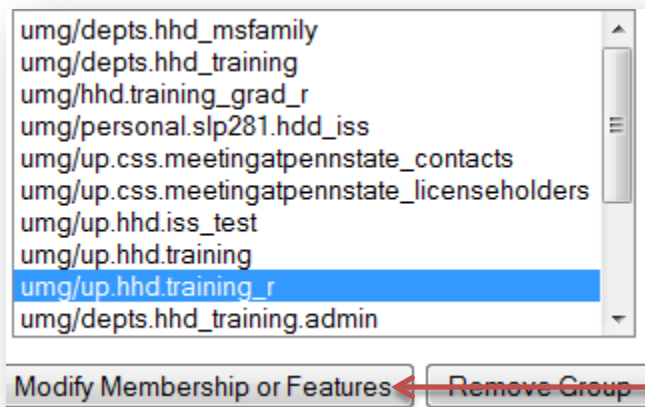 umg/depts.hhd_msfamily
umg/depts.hhd_training
umg/hhd.training_grad_r
umg/personal.slp281.hdd_iss
umg/up.css.meetingatpennstate_contacts
umg/up.css.meetingatpennstate_licenseholders
umg/up.hhd.iss_test
umg/up.hhd.training
umg/up.hhd.training_r
umg/depts.hhd_training.admin
Modify Membership or Features Remove Group